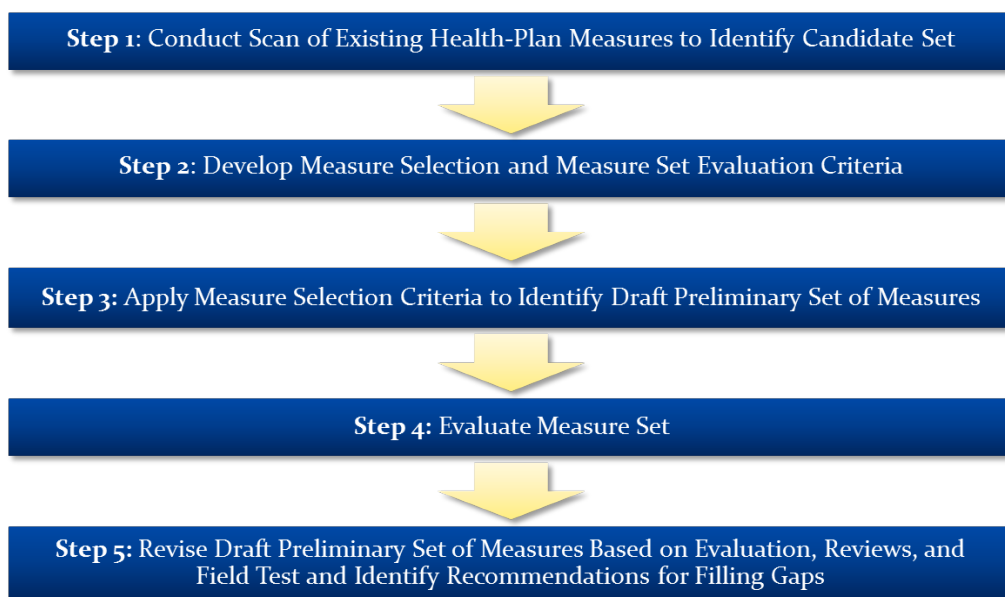 Step 1: Conduct Scan of Existing Health-Plan Measures to Identify Candidate Set
Step 2: Develop Measure Selection and Measure Set Evaluation Criteria
Step 3: Apply Measure Selection Criteria to Identify Draft Preliminary Set of Measures
Step 4: Evaluate Measure Set
Step 5: Revise Draft Preliminary Set of Measures Based on Evaluation, Reviews, and
Field Test and Identify Recommendations for Filling Gaps